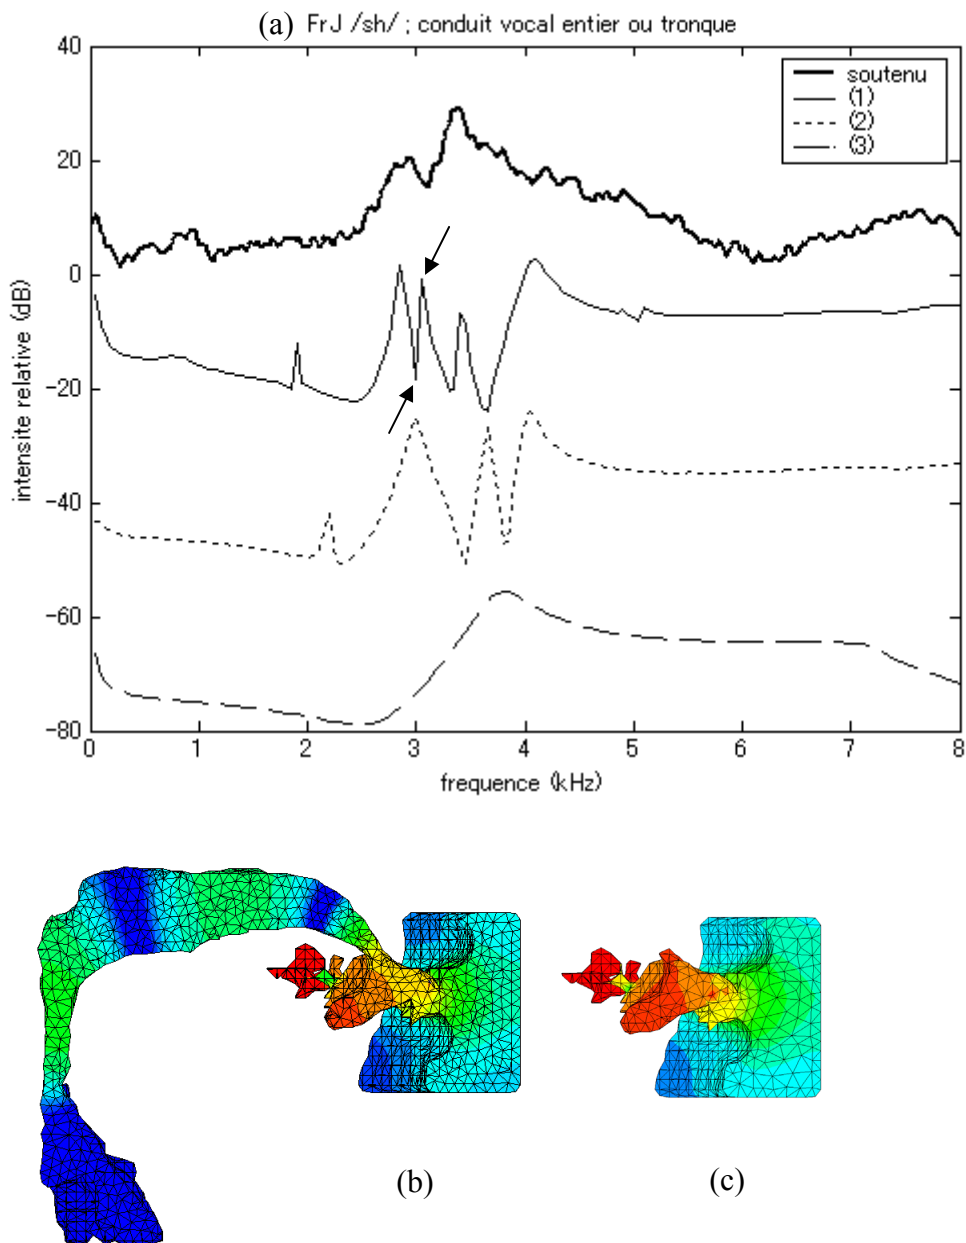 (a) FrJ /sh/ ; conduit vocal entier ou tronque
40
20
0
-20
-40
-60
-80
intensite relative (dB)
soutenu
(1)
(2)
(3)
0 1 2 3 4 5 6 7 8
frequence (kHz)
(b)
(c)